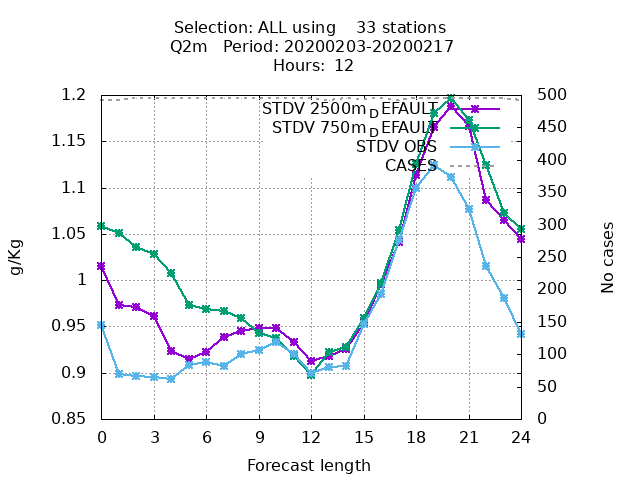 Selection: ALL using    33 stations
Q2m   Period: 20200203-20200217
Hours: 12
STDV 2500m_DEFAULT
STDV 750m_DEFAULT
STDV OBS
CASES
1.2
1.15
1.1
1.05
1
0.95
0.9
0.85
500
450
400
350
300
250
200
150
100
50
0
g/Kg
No cases
0 3 6 9 12 15 18 21 24
Forecast length